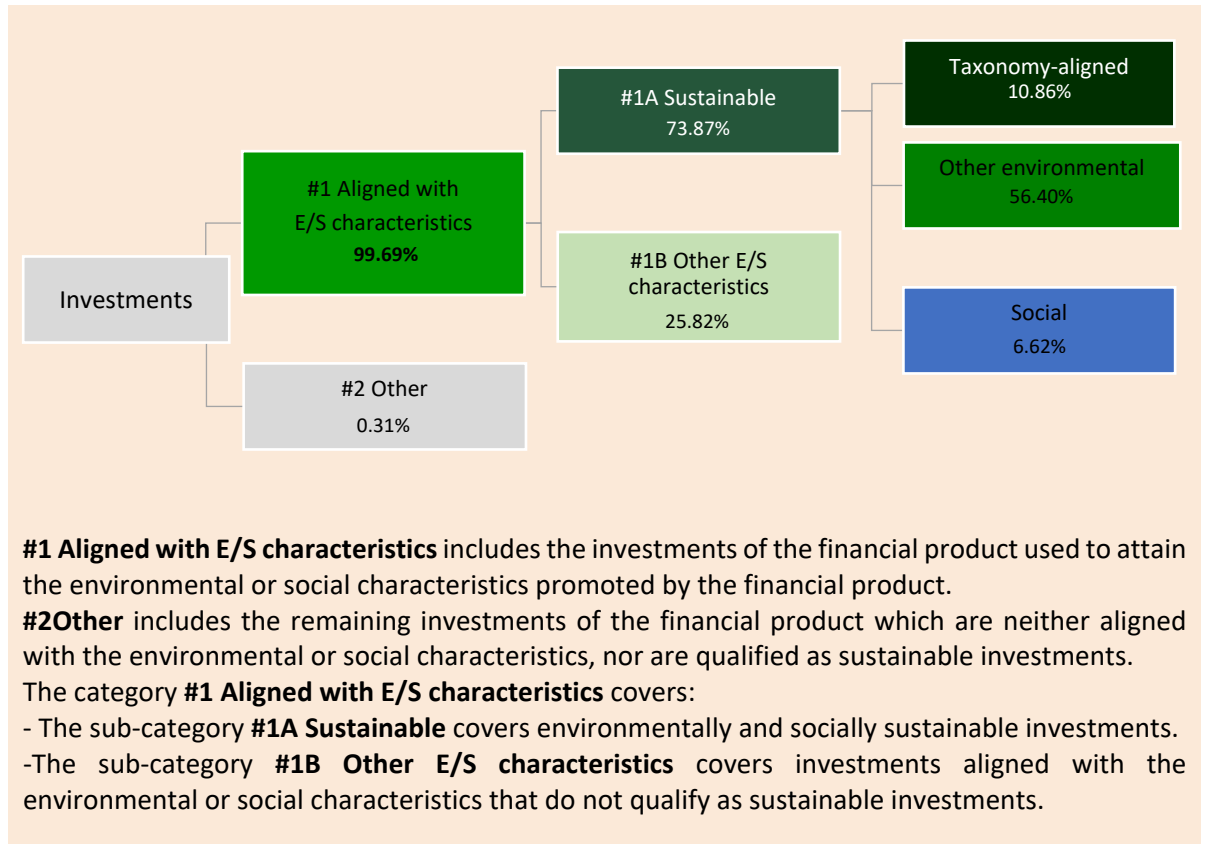 Investments
#1 Aligned with
E/S characteristics
99.69%
#2 Other
0.31%
#1A Sustainable
73.87%
#1B Other E/S
characteristics
25.82%
Taxonomy-aligned
10.86%
Other environmental
56.40%
Social
6.62%
#1 Aligned with E/S characteristics includes the investments of the financial product used to attain
the environmental or social characteristics promoted by the financial product.
#2Other includes the remaining investments of the financial product which are neither aligned
with the environmental or social characteristics, nor are qualified as sustainable investments.
The category #1 Aligned with E/S characteristics covers:
- The sub-category #1A Sustainable covers environmentally and socially sustainable investments.
-The sub-category #1B Other E/S characteristics covers investments aligned with the
environmental or social characteristics that do not qualify as sustainable investments.